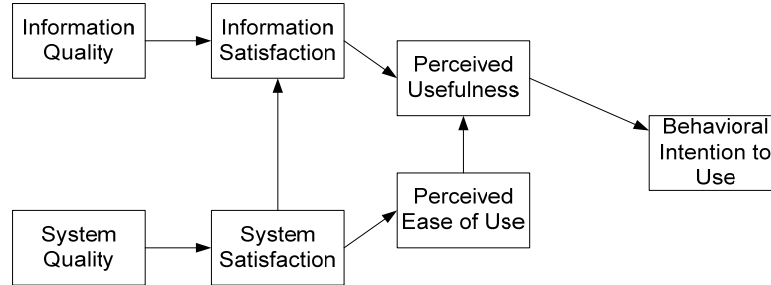 Information
Quality
Information
Satisfaction
Perceived
Usefulness
Behavioral
Intention to
Use
Perceived
Ease of Use
System
Quality
System
Satisfaction